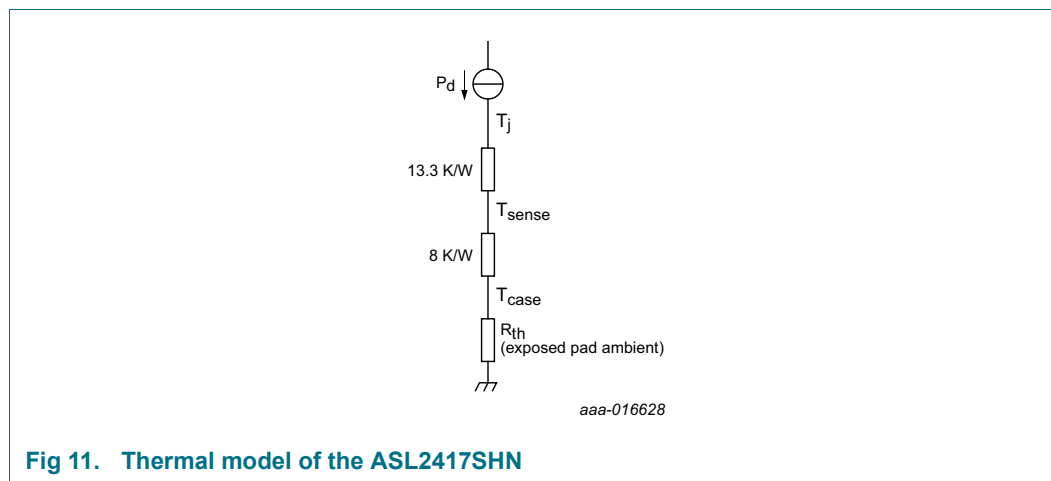 Pd
Tj
13.3 K/W
Tsense
8 K/W
Tcase
Rth
(exposed pad ambient)
aaa-016628
Fig 11. Thermal model of the ASL2417SHN